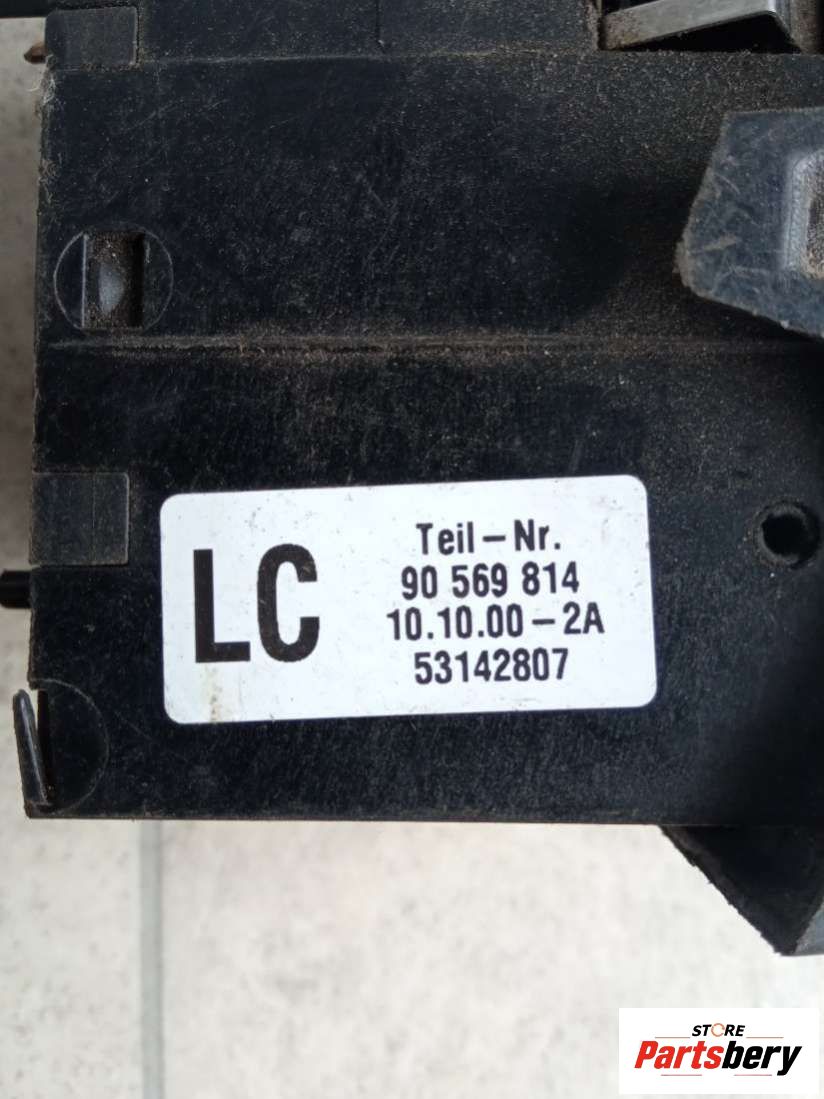 LC
Teil-Nr.
90 569 814
10.10.00-2A
53142807
STORE
Partsbery